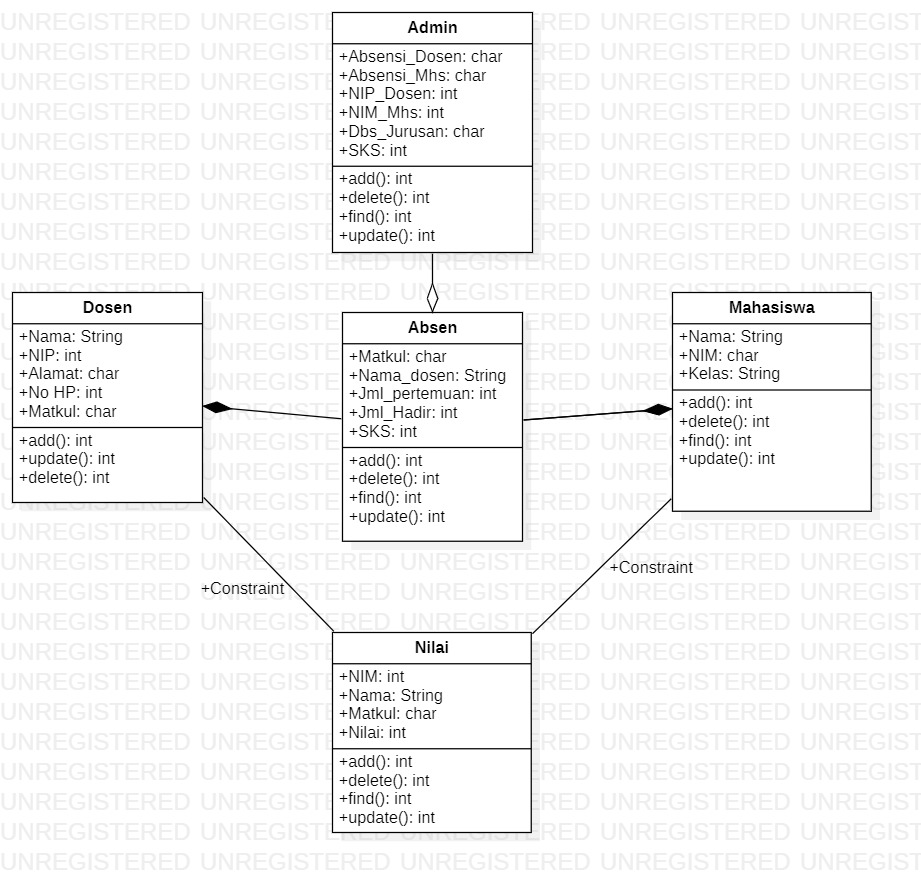 Admin
+Absensi_Dosen: char
+Absensi_Mhs: char
+NIP_Dosen: int
+NIM_Mhs: int
+Dbs_Jurusan: char
+SKS: int
+add(): int
+delete(): int
+find(): int
+update(): int
Dosen
+Nama: String
+NIP: int
+Alamat: char
+No HP: int
+Matkul: char
+add(): int
+update(): int
+delete(): int
Absen
+Matkul: char
+Nama_dosen: String
+Jml_pertemuan: int
+Jml_Hadir: int
+SKS: int
+add(): int
+delete(): int
+find(): int
+update(): int
Mahasiswa
+Nama: String
+NIM: char
+Kelas: String
+add(): int
+delete(): int
+find(): int
+update(): int
+Constraint
+Constraint
Nilai
+NIM: int
+Nama: String
+Matkul: char
+Nilai: int
+add(): int
+delete(): int
+find(): int
+update(): int
UNREGISTERED